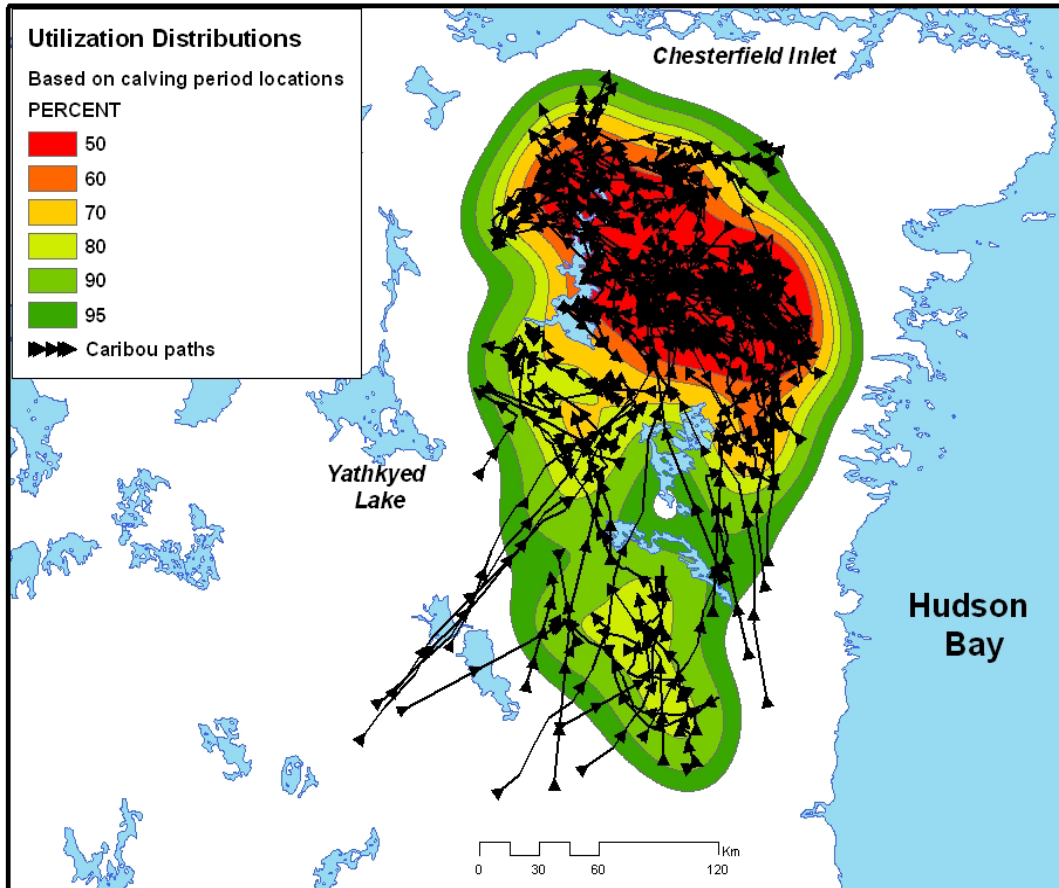 Utilization Distributions
Based on calving period locations
PERCENT
50
60
70
80
90
95
Caribou paths
Chesterfield Inlet
Yathkyed
Lake
Hudson
Bay
Km
0 30 60 120